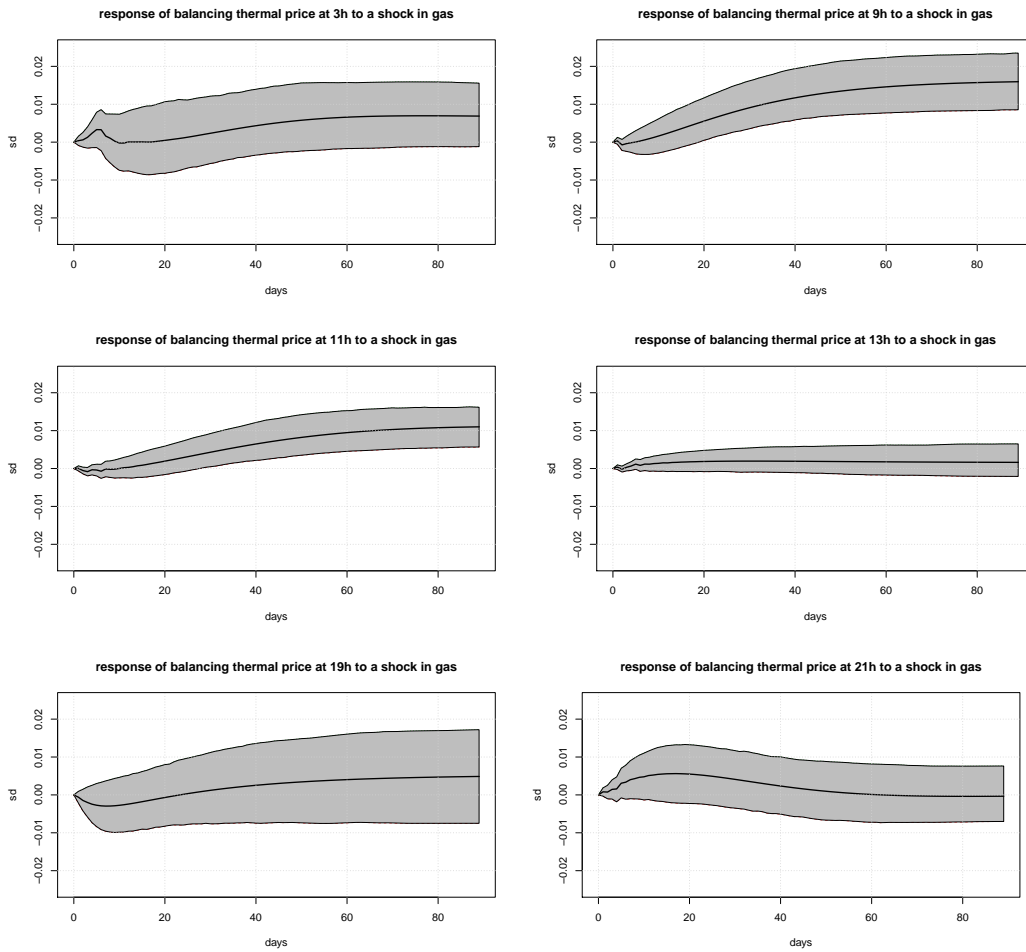 response of balancing thermal price at 3h to a shock in gas
0.02
0.01
0.00
−0.01
−0.02
sd
0 20 40 60 80
days
response of balancing thermal price at 9h to a shock in gas
0.02
0.01
0.00
−0.01
−0.02
sd
0 20 40 60 80
days
response of balancing thermal price at 11h to a shock in gas
0.02
0.01
0.00
−0.01
−0.02
sd
0 20 40 60 80
days
response of balancing thermal price at 13h to a shock in gas
0.02
0.01
0.00
−0.01
−0.02
sd
0 20 40 60 80
days
response of balancing thermal price at 19h to a shock in gas
0.02
0.01
0.00
−0.01
−0.02
sd
0 20 40 60 80
days
response of balancing thermal price at 21h to a shock in gas
0.02
0.01
0.00
−0.01
−0.02
sd
0 20 40 60 80
days